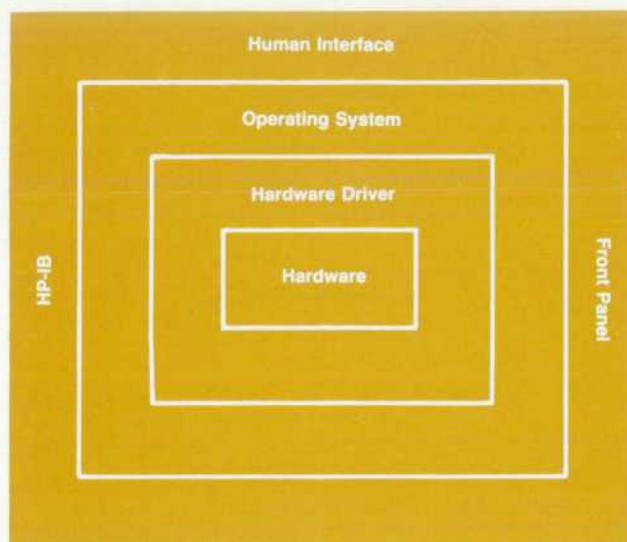 Human Interface
Operating System
Hardware Driver
Hardware
HP-IB
Front Panel